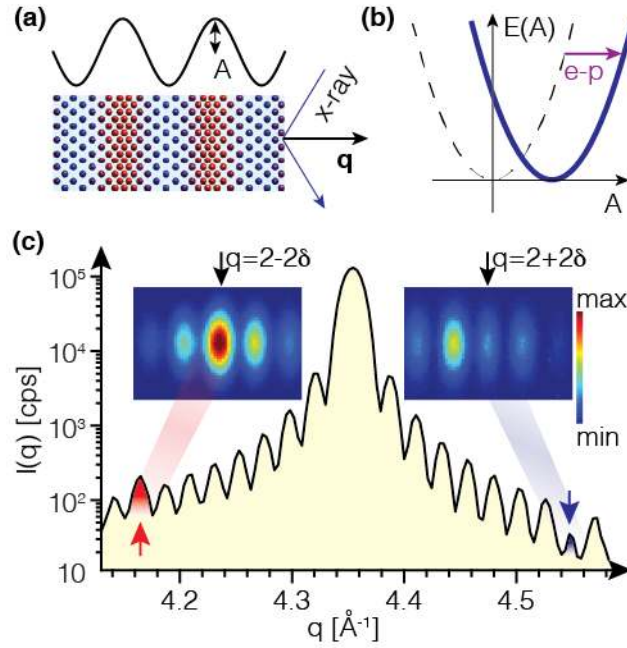 (a)
A
x-ray
q
(b)
E(A)
e-p
A
(c)
q=2-2δ
q=2+2δ
max
min
10⁵
10⁴
10³
10²
10
I(q) [cps]
4.2
4.3
4.4
4.5
q [Å⁻¹]